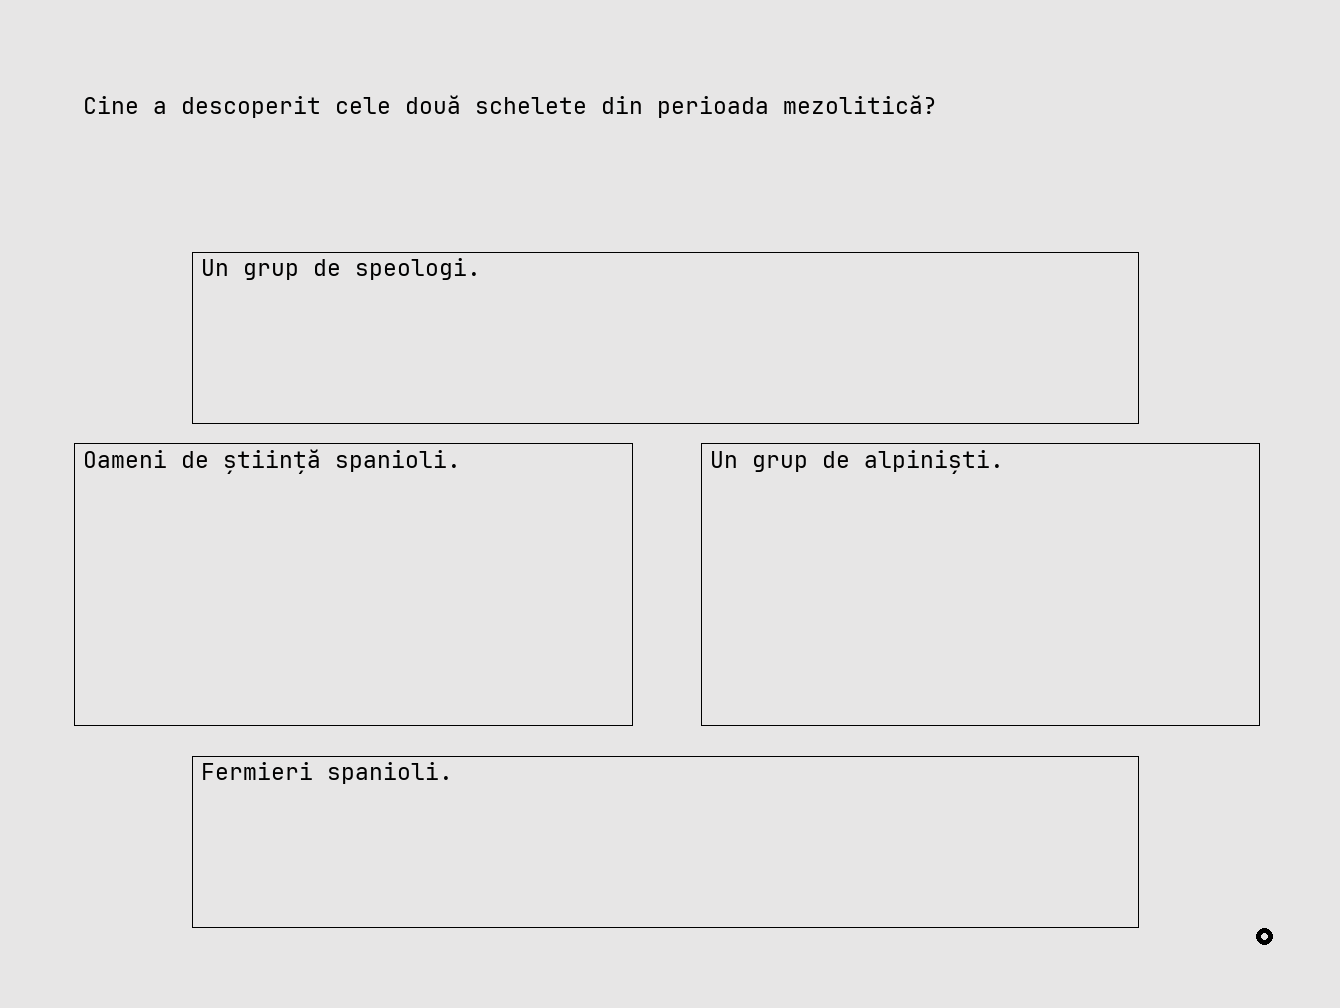 Cine a descoperit cele două schelete din perioada mezolitică?
Un grup de speologi.
Oameni de știință spanioli.
Un grup de alpiniști.
Fermieri spanioli.